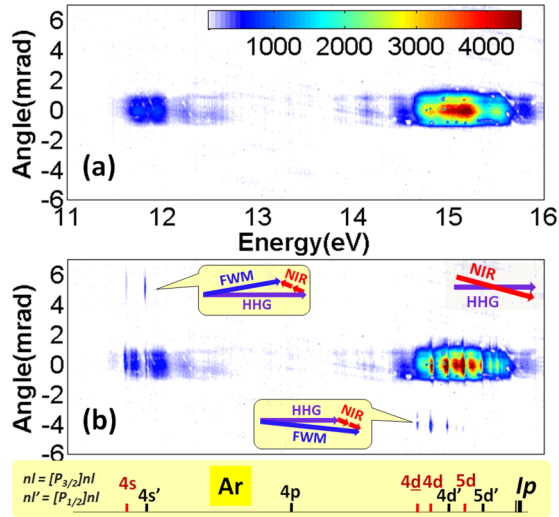 6
4
2
0
-2
-4
-6
Angle(mrad)
1000 2000 3000 4000
(a)
11 12 13 14 15 16
Energy(eV)
6
4
2
0
-2
-4
-6
Angle(mrad)
FWM
NIR
HHG
NIR
HHG
HHG
NIR
FWM
(b)
nl = [P3/2]nl
nl' = [P1/2]nl
4s 4s' Ar 4p 4d 4d 4d' 5d 5d' Ip